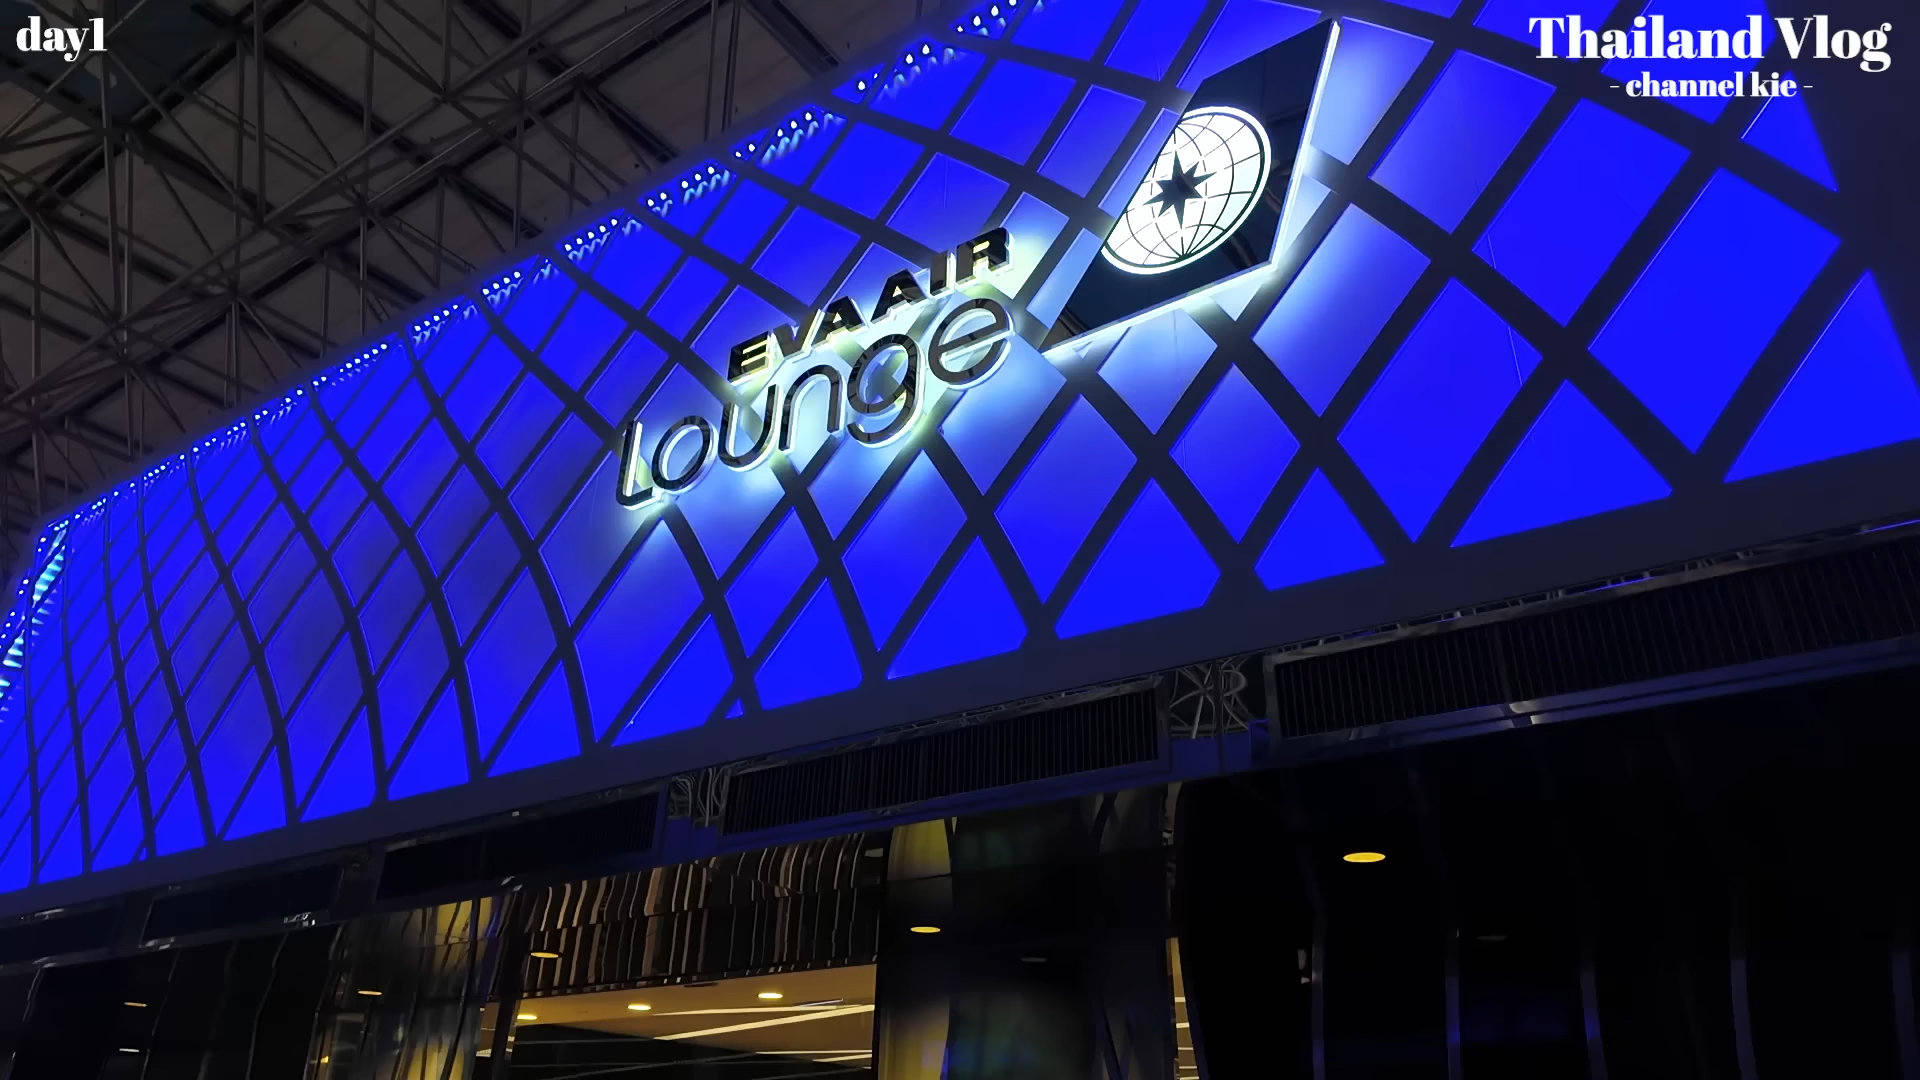 day1
Thailand Vlog
- channel kie -
EVA AIR
Lounge